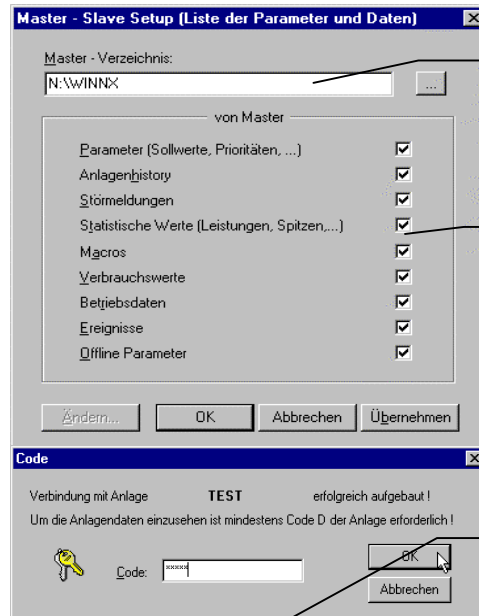 Master - Slave Setup (Liste der Parameter und Daten)
Master - Verzeichnis:
N:\WINNX
...
von Master
Parameter (Sollwerte, Prioritäten, ...)
Anlagenhistory
Störmeldungen
Statistische Werte (Leistungen, Spitzen,...)
Macros
Verbrauchswerte
Betriebsdaten
Ereignisse
Offline Parameter
Ändern... OK Abbrechen Übernehmen
Code
Verbindung mit Anlage TEST erfolgreich aufgebaut !
Um die Anlagendaten einzusehen ist mindestens Code D der Anlage erforderlich !
Code: ***** OK
Abbrechen